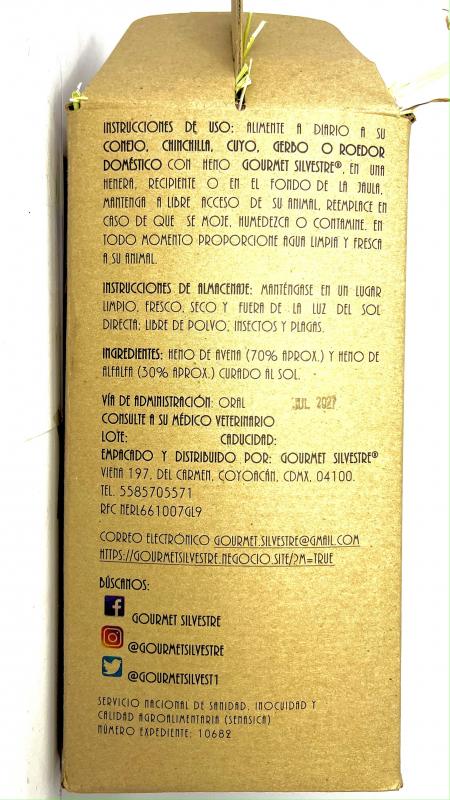 INSTRUCCIONES DE USO: ALIMENTE A DIARIO A SU
CONEJO, CHINCHILLA, CUYO, GERBO O ROEDOR
DOMÉSTICO CON HENO GOURMET SILVESTRE®, EN UNA
HENERA, RECIPIENTE O EN EL FONDO DE LA JAULA,
MANTENGA A LIBRE ACCESO DE SU ANIMAL, REEMPLACE EN
CASO DE QUE SE MOJE, HUMEDEZCA O CONTAMINE. EN
TODO MOMENTO PROPORCIONE AGUA LIMPIA Y FRESCA
A SU ANIMAL.
INSTRUCCIONES DE ALMACENAJE: MANTÉNGASE EN UN LUGAR
LIMPIO, FRESCO, SECO Y FUERA DE LA LUZ DEL SOL
DIRECTA; LIBRE DE POLVO, INSECTOS Y PLAGAS.
INGREDIENTES: HENO DE AVENA (70% APROX.) Y HENO DE
ALFALFA (30% APROX.) CURADO AL SOL.
VÍA DE ADMINISTRACIÓN: ORAL JUL 2027
CONSULTE A SU MÉDICO VETERINARIO
LOTE: CADUCIDAD:
EMPACADO Y DISTRIBUIDO POR: GOURMET SILVESTRE®
VIENA 197, DEL CARMEN, COYOACÁN, CDMX, 04100.
TEL. 5585705571
RFC NERL661007GL9
CORREO ELECTRÓNICO GOURMET.SILVESTRE@GMAIL.COM
HTTPS://GOURMETSILVESTRE.NEGOCIO.SITE/?M=TRUE
BÚSCANOS:
GOURMET SILVESTRE
@GOURMETSILVESTRE
@GOURMETSILVEST1
SERVICIO NACIONAL DE SANIDAD, INOCUIDAD Y
CALIDAD AGROALIMENTARIA (SENASICA)
NÚMERO EXPEDIENTE: 10682